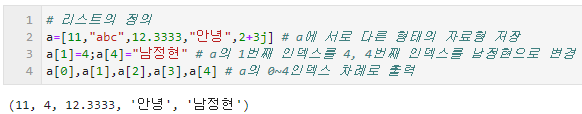 1 # 리스트의 정의
2 a=[11,"abc",12.3333,"안녕",2+3j] # a에 서로 다른 형태의 자료형 저장
3 a[1]=4;a[4]="남정현" # a의 1번째 인덱스를 4, 4번째 인덱스를 남정현으로 변경
4 a[0],a[1],a[2],a[3],a[4] # a의 0~4인덱스 차례로 출력
(11, 4, 12.3333, '안녕', '남정현')